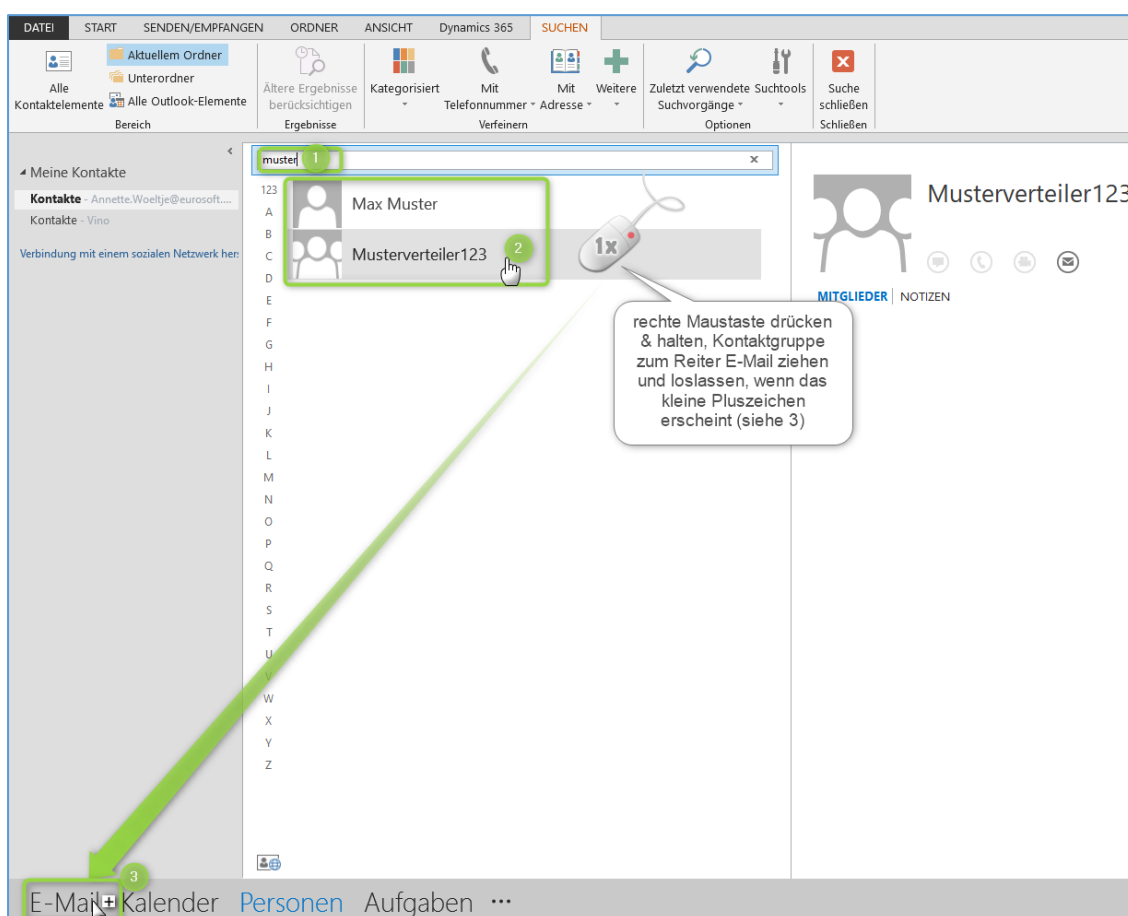 DATEI START SENDEN/EMPFANGEN ORDNER ANSICHT Dynamics 365 SUCHEN
Alle
Kontaktelemente
Aktuellem Ordner
Unterordner
Alle Outlook-Elemente
Bereich
Ältere Ergebnisse
berücksichtigen
Ergebnisse
Kategorisiert
Mit
Telefonnummer
Mit
Adresse
Weitere
Verfeinern
Zuletzt verwendete
Suchvorgänge
Suchtools
Optionen
Suche
schließen
Schließen
Meine Kontakte
Kontakte - Annette.Woeltje@eurosoft....
Kontakte - Vino
Verbindung mit einem sozialen Netzwerk her:
muster 1
123
A
B
C
D
E
F
G
H
I
J
K
L
M
N
O
P
Q
R
S
T
U
V
W
X
Y
Z
Max Muster
Musterverteiler123 2
1x
rechte Maustaste drücken
& halten, Kontaktgruppe
zum Reiter E-Mail ziehen
und loslassen, wenn das
kleine Pluszeichen
erscheint (siehe 3)
Musterverteiler123
MITGLIEDER NOTIZEN
3
E-Mail Kalender Personen Aufgaben ···